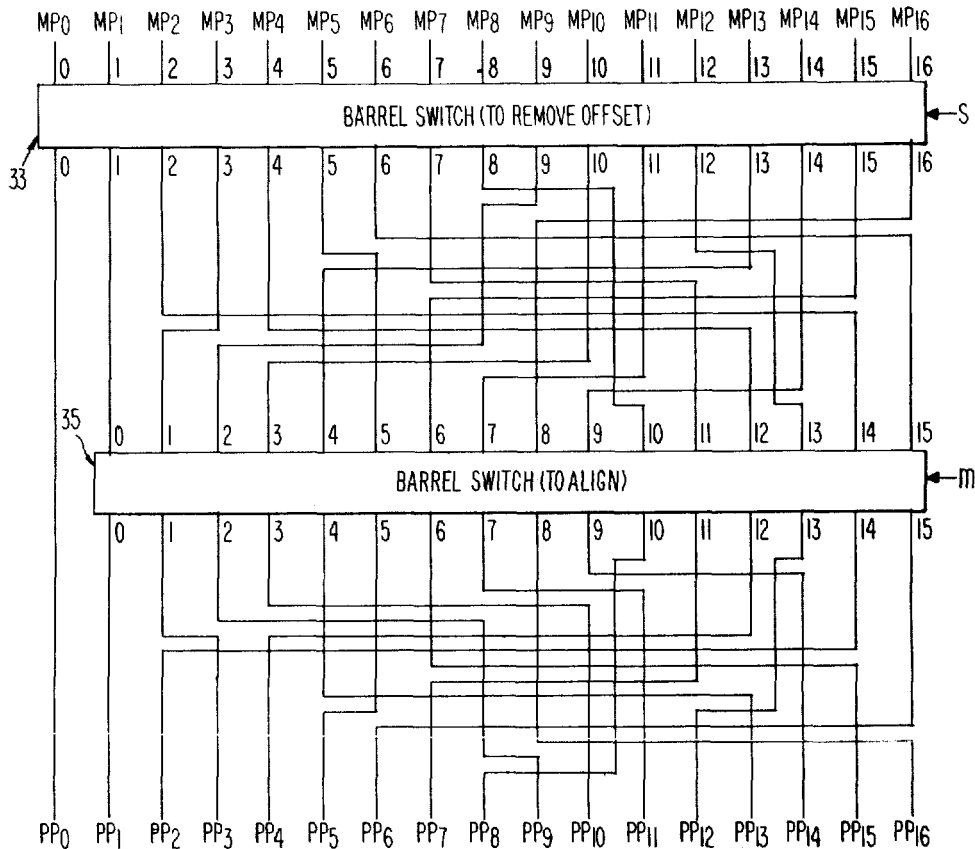 MP0 MP1 MP2 MP3 MP4 MP5 MP6 MP7 MP8 MP9 MP10 MP11 MP12 MP13 MP14 MP15 MP16
0 1 2 3 4 5 6 7 8 9 10 11 12 13 14 15 16
BARREL SWITCH (TO REMOVE OFFSET)
S
33
0 1 2 3 4 5 6 7 8 9 10 11 12 13 14 15 16
35
0 1 2 3 4 5 6 7 8 9 10 11 12 13 14 15
BARREL SWITCH (TO ALIGN)
m
0 1 2 3 4 5 6 7 8 9 10 11 12 13 14 15
PP0 PP1 PP2 PP3 PP4 PP5 PP6 PP7 PP8 PP9 PP10 PP11 PP12 PP13 PP14 PP15 PP16